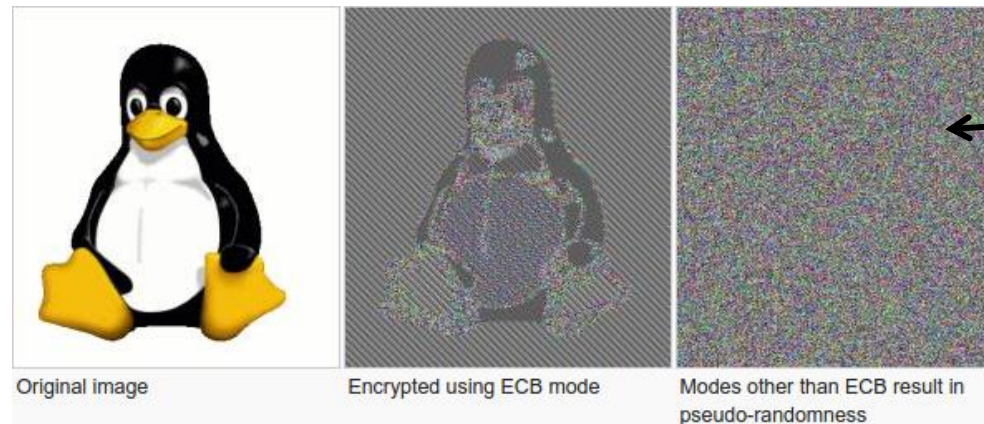 Original image
Encrypted using ECB mode
Modes other than ECB result in
pseudo-randomness